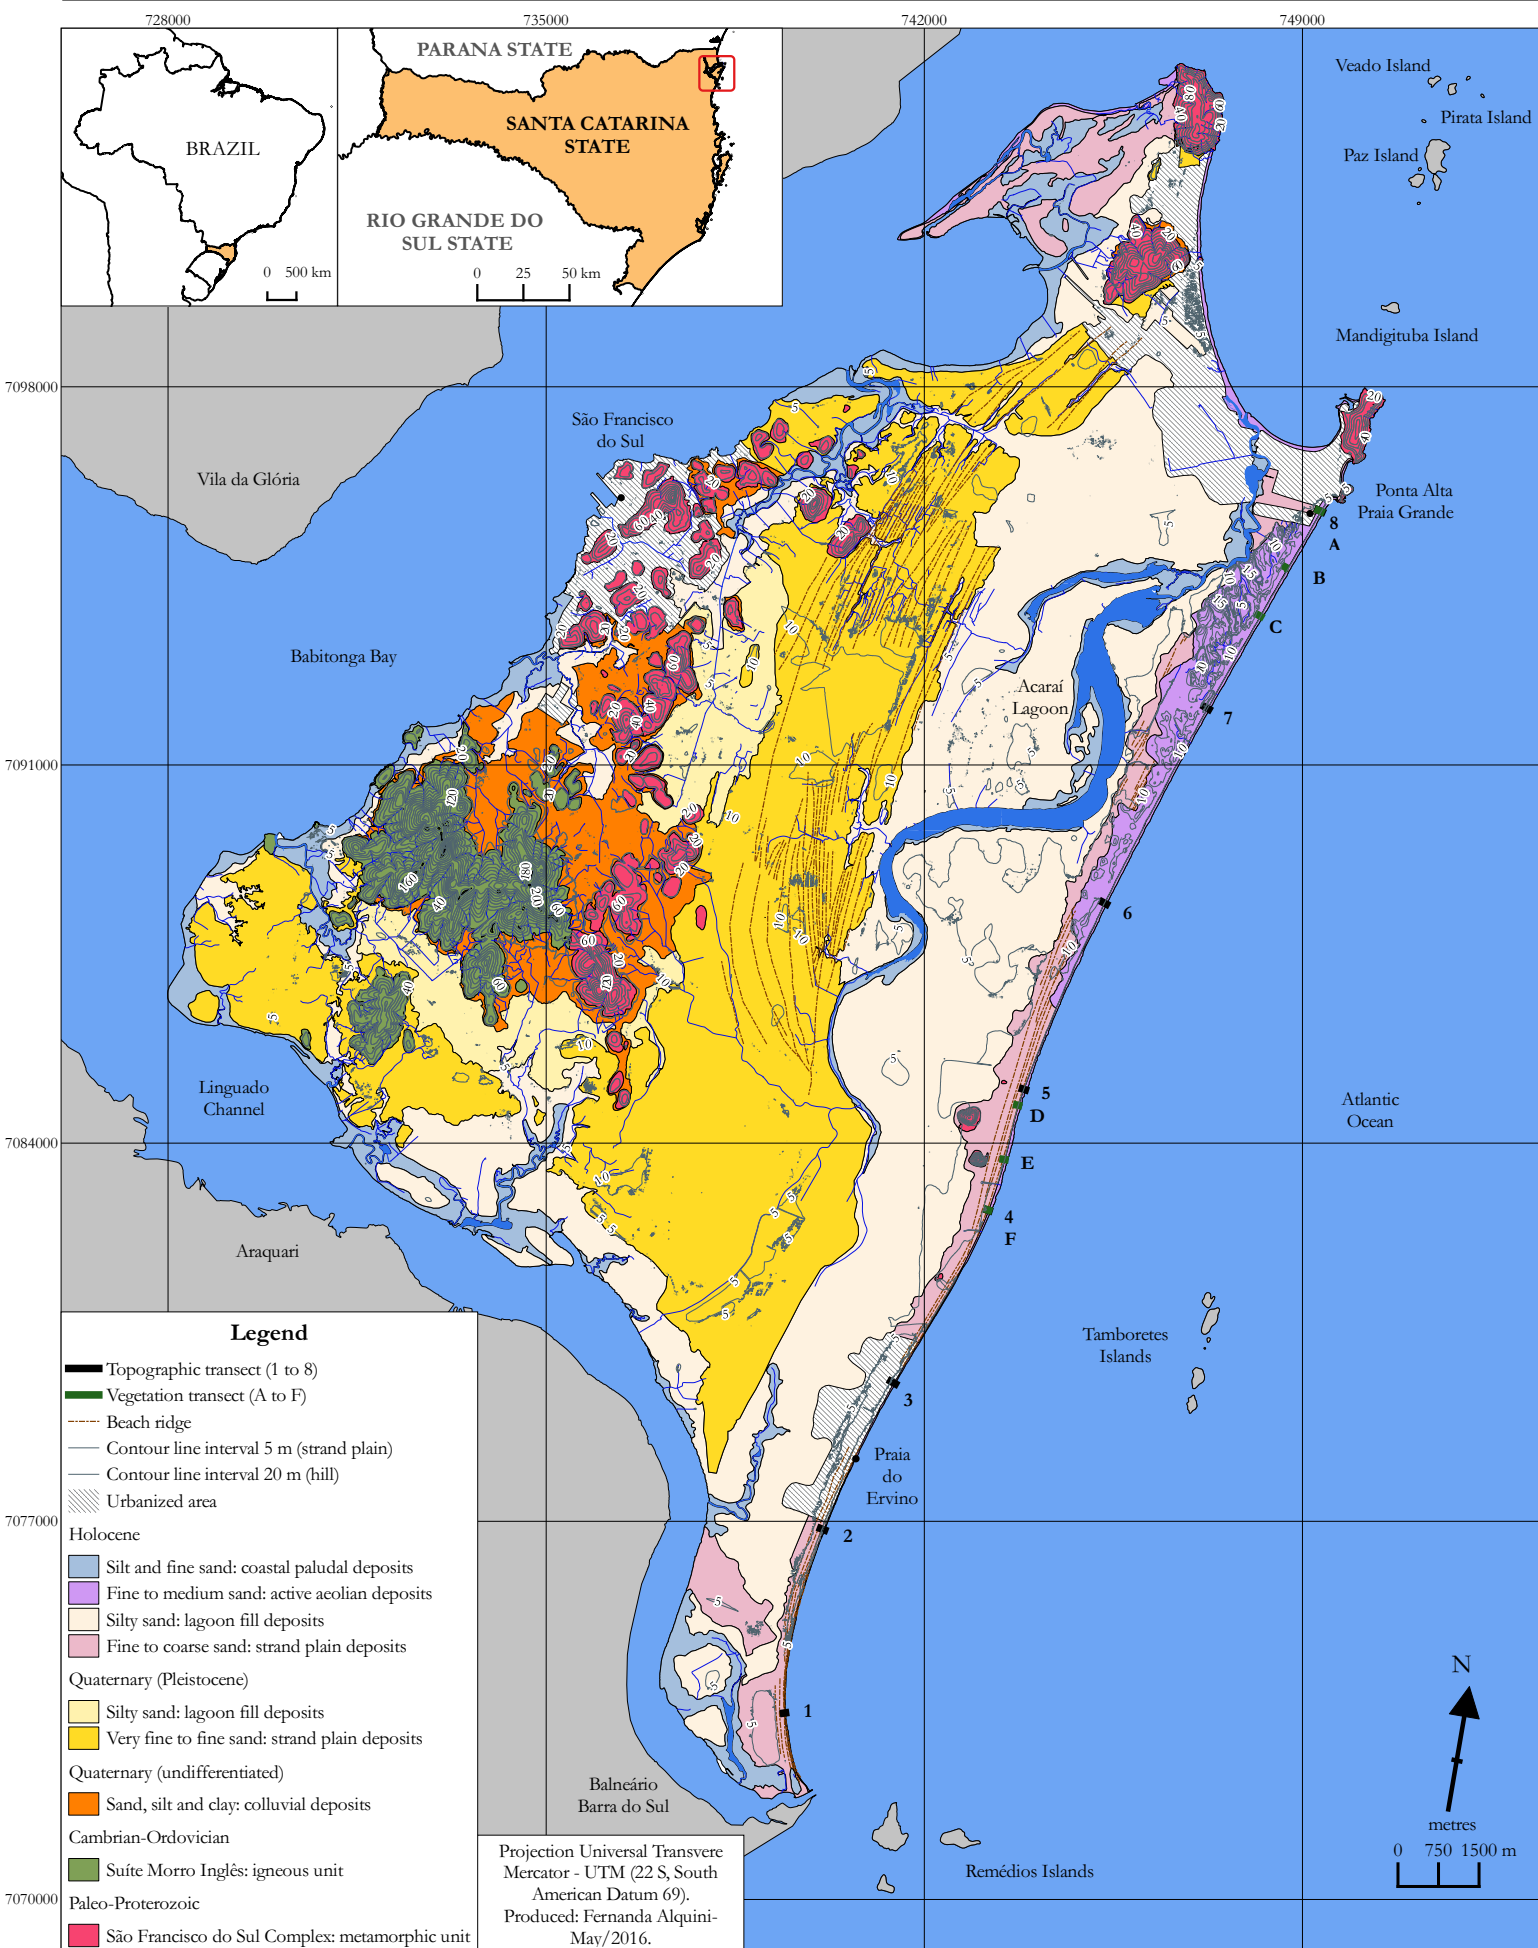 728000
735000
742000
749000
PARANA STATE
SANTA CATARINA
STATE
BRAZIL
RIO GRANDE DO
SUL STATE
0 500 km
0 25 50 km
Veado Island
Pirata Island
Paz Island
Mandigituba Island
7098000
São Francisco
do Sul
Vila da Glória
Ponta Alta
Praia Grande
8
A
B
C
Babitonga Bay
Acaraí
Lagoon
7
7091000
6
Linguado
Channel
5
D
Atlantic
Ocean
7084000
E
4
F
Araquari
Tamboretes
Islands
3
Praia
do
Ervino
7077000
2
1
Balneário
Barra do Sul
Remédios Islands
7070000
N
metres
0 750 1500 m
Legend
Topographic transect (1 to 8)
Vegetation transect (A to F)
Beach ridge
Contour line interval 5 m (strand plain)
Contour line interval 20 m (hill)
Urbanized area
Holocene
Silt and fine sand: coastal paludal deposits
Fine to medium sand: active aeolian deposits
Silty sand: lagoon fill deposits
Fine to coarse sand: strand plain deposits
Quaternary (Pleistocene)
Silty sand: lagoon fill deposits
Very fine to fine sand: strand plain deposits
Quaternary (undifferentiated)
Sand, silt and clay: colluvial deposits
Cambrian-Ordovician
Suíte Morro Inglês: igneous unit
Paleo-Proterozoic
São Francisco do Sul Complex: metamorphic unit
Projection Universal Transvere
Mercator - UTM (22 S, South
American Datum 69).
Produced: Fernanda Alquini-
May/2016.